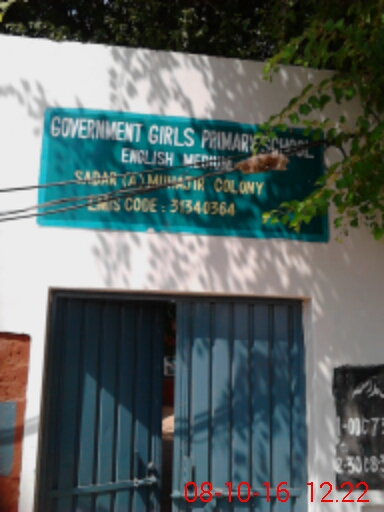 GOVERNMENT GIRLS PRIMARY SCHOOL
ENGLISH MEDIUM
SADAR (A) MUHAJIR COLONY
EMIS CODE : 31340364
08-10-16 12.22